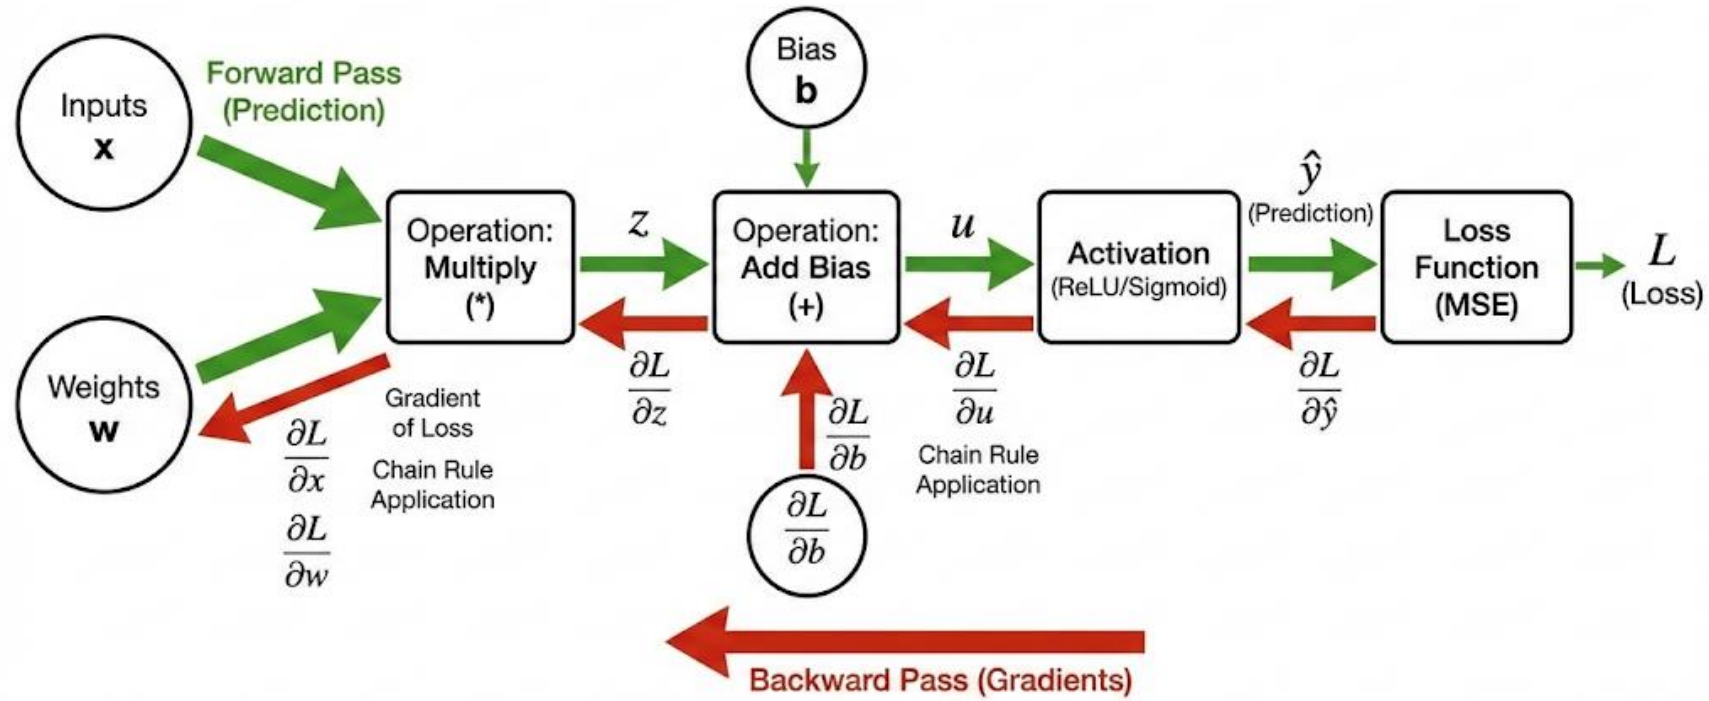 Inputs
x
Forward Pass
(Prediction)
Bias
b
Weights
w
Operation:
Multiply
(*)
z
Operation:
Add Bias
(+)
u
Activation
(ReLU/Sigmoid)
ŷ
(Prediction)
Loss
Function
(MSE)
L
(Loss)
∂L
∂x
∂L
∂w
Gradient
of Loss
Chain Rule
Application
∂L
∂z
∂L
∂b
∂L
∂b
∂L
∂u
Chain Rule
Application
∂L
∂ŷ
Backward Pass (Gradients)